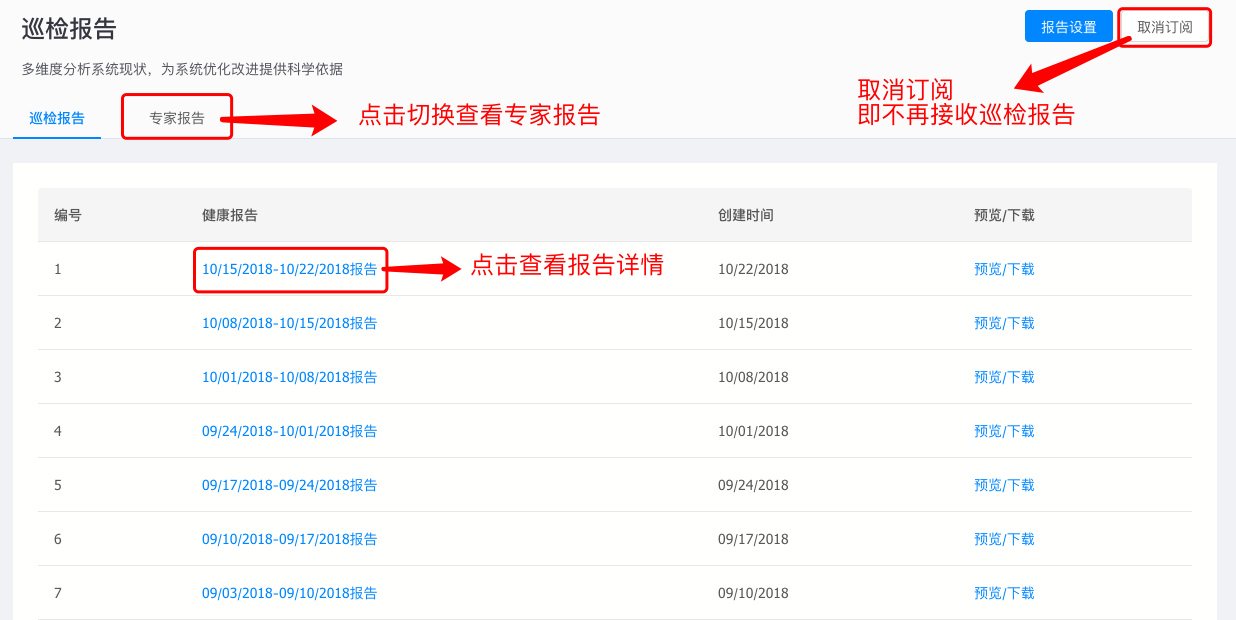 巡检报告
报告设置 取消订阅
多维度分析系统现状，为系统优化改进提供科学依据
取消订阅
即不再接收巡检报告
巡检报告 专家报告 点击切换查看专家报告
编号 健康报告 创建时间 预览/下载
1 10/15/2018-10/22/2018报告 点击查看报告详情 10/22/2018 预览/下载
2 10/08/2018-10/15/2018报告 10/15/2018 预览/下载
3 10/01/2018-10/08/2018报告 10/08/2018 预览/下载
4 09/24/2018-10/01/2018报告 10/01/2018 预览/下载
5 09/17/2018-09/24/2018报告 09/24/2018 预览/下载
6 09/10/2018-09/17/2018报告 09/17/2018 预览/下载
7 09/03/2018-09/10/2018报告 09/10/2018 预览/下载